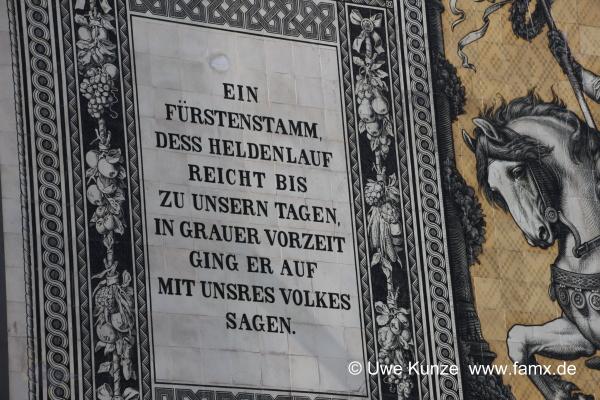 EIN
FÜRSTENSTAMM,
DESS HELDENLAUF
REICHT BIS
ZU UNSERN TAGEN,
IN GRAUER VORZEIT
GING ER AUF
MIT UNSRES VOLKES
SAGEN.
© Uwe Kunze www.famx.de